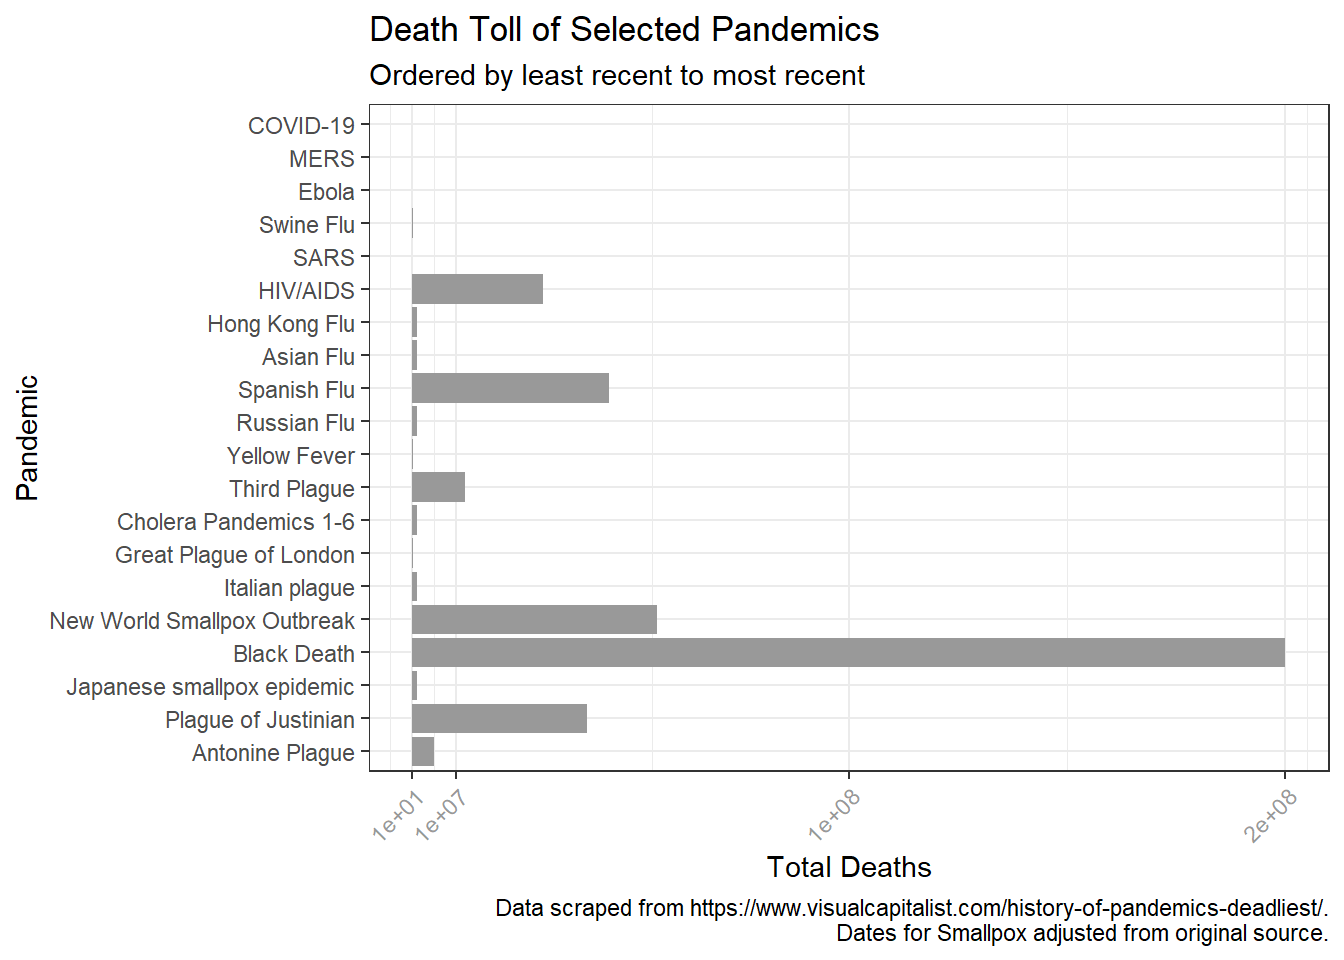 Death Toll of Selected Pandemics
Ordered by least recent to most recent
COVID-19
MERS
Ebola
Swine Flu
SARS
HIV/AIDS
Hong Kong Flu
Asian Flu
Spanish Flu
Russian Flu
Yellow Fever
Third Plague
Cholera Pandemics 1-6
Great Plague of London
Italian plague
New World Smallpox Outbreak
Black Death
Japanese smallpox epidemic
Plague of Justinian
Antonine Plague
Pandemic
1e+01 1e+07 1e+08 2e+08
Total Deaths
Data scraped from https://www.visualcapitalist.com/history-of-pandemics-deadliest/.
Dates for Smallpox adjusted from original source.